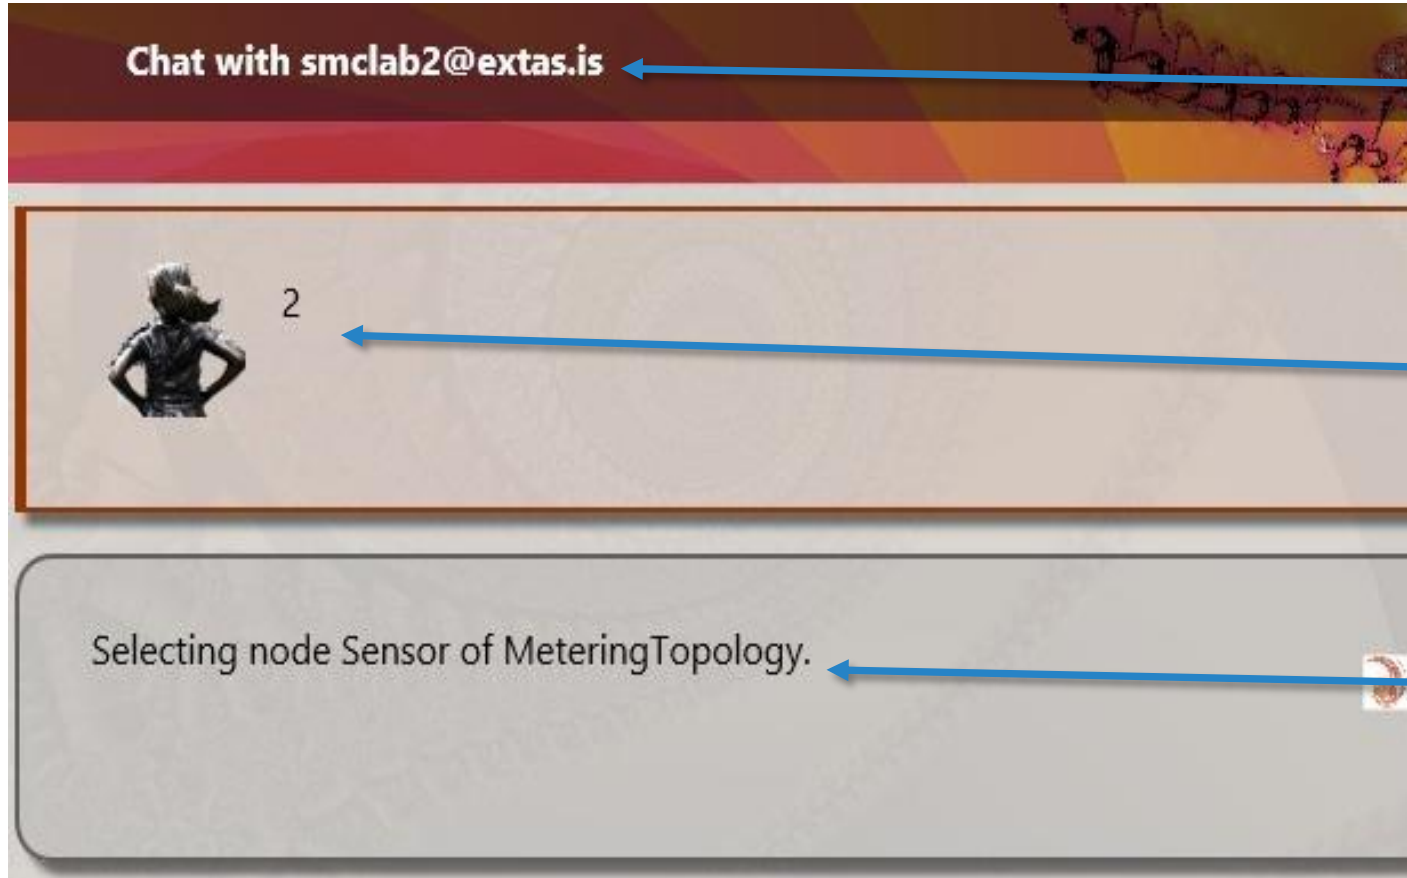 Chat with smclab2@extas.is
2
Selecting node Sensor of MeteringTopology.